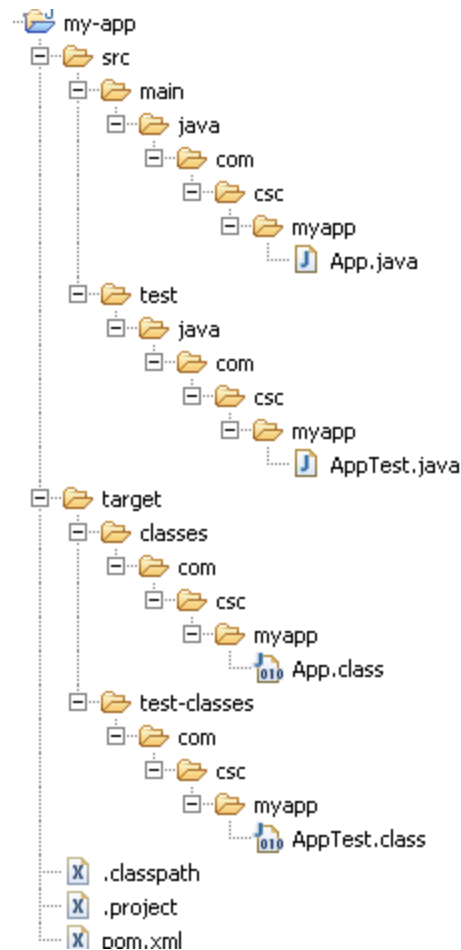 my-app
src
main
java
com
csc
myapp
App.java
test
java
com
csc
myapp
AppTest.java
target
classes
com
csc
myapp
App.class
test-classes
com
csc
myapp
AppTest.class
.classpath
.project
pom.xml